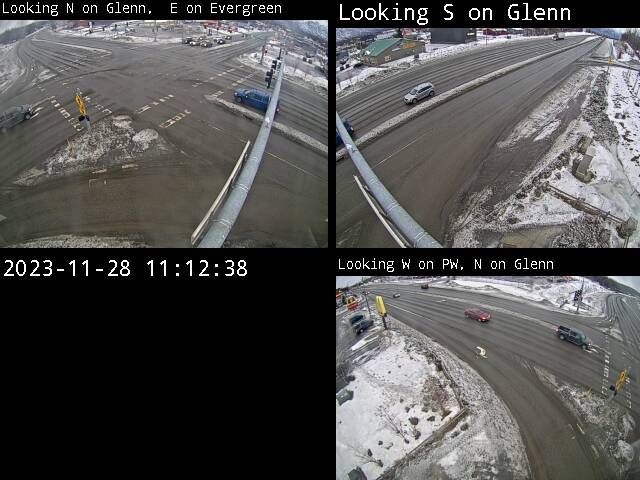 Looking N on Glenn,  E on Evergreen
Looking S on Glenn
2023-11-28 11:12:38
Looking W on PW, N on Glenn